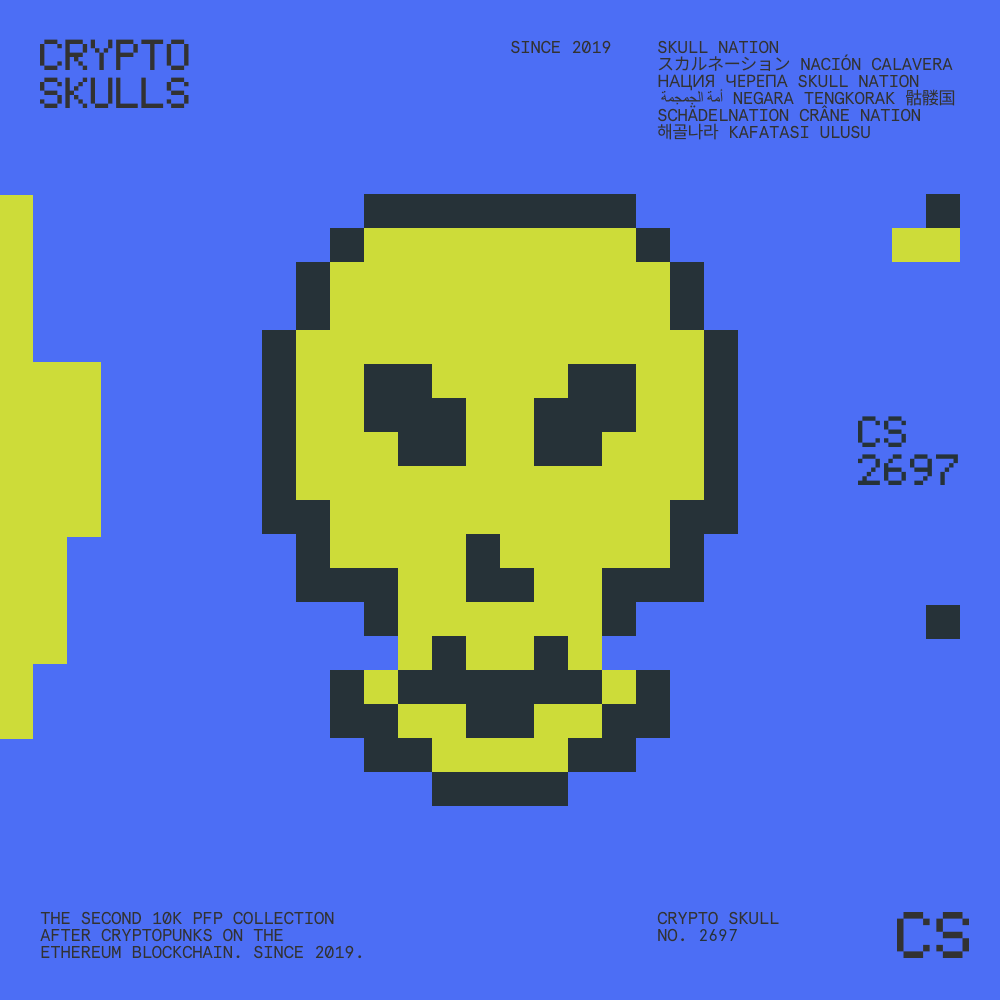 CRYPTO
SKULLS
SINCE 2019
SKULL NATION
スカルネーション NACIÓN CALAVERA
НАЦИЯ ЧЕРЕПА SKULL NATION
أمة الجمجمة NEGARA TENGKORAK 骷髅国
SCHÄDELNATION CRÂNE NATION
해골나라 KAFATASI ULUSU
CS
2697
THE SECOND 10K PFP COLLECTION
AFTER CRYPTOPUNKS ON THE
ETHEREUM BLOCKCHAIN. SINCE 2019.
CRYPTO SKULL
NO. 2697
CS